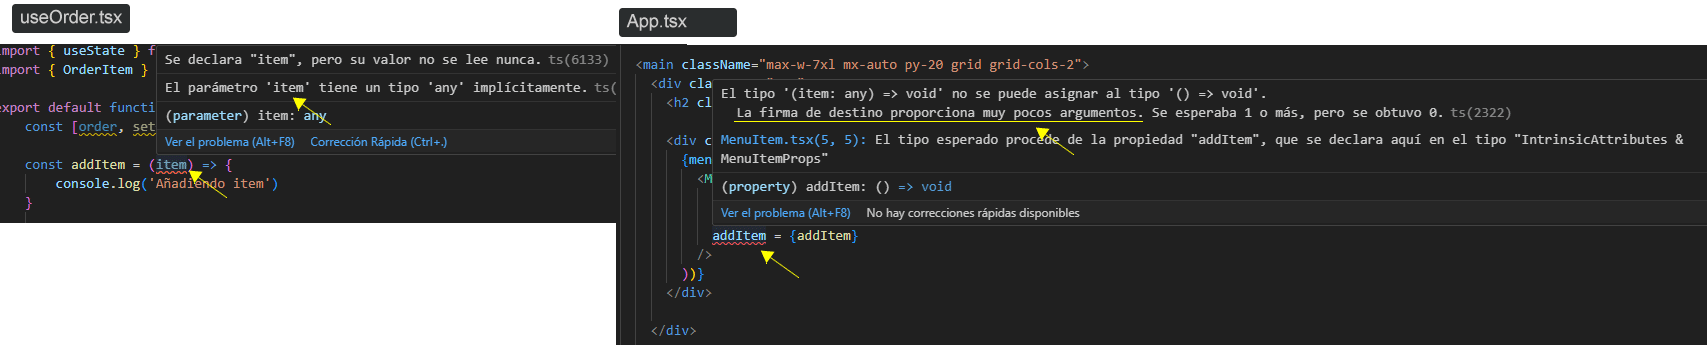 useOrder.tsx
import { useState } f
import { OrderItem }
export default functi
const [order, set
const addItem = (item) => {
console.log('Añadiendo item')
}
Se declara "item", pero su valor no se lee nunca. ts(6133)
El parámetro 'item' tiene un tipo 'any' implícitamente. ts(
(parameter) item: any
Ver el problema (Alt+F8) Corrección Rápida (Ctrl+.)
App.tsx
<main className="max-w-7xl mx-auto py-20 grid grid-cols-2">
<div clas
<h2 cl
<div c
{men
<M
El tipo '(item: any) => void' no se puede asignar al tipo '() => void'.
La firma de destino proporciona muy pocos argumentos. Se esperaba 1 o más, pero se obtuvo 0. ts(2322)
MenuItem.tsx(5, 5): El tipo esperado procede de la propiedad "addItem", que se declara aquí en el tipo "IntrinsicAttributes &
MenuItemProps"
(property) addItem: () => void
Ver el problema (Alt+F8) No hay correcciones rápidas disponibles
addItem = {addItem}
/>
))}
</div>
</div>